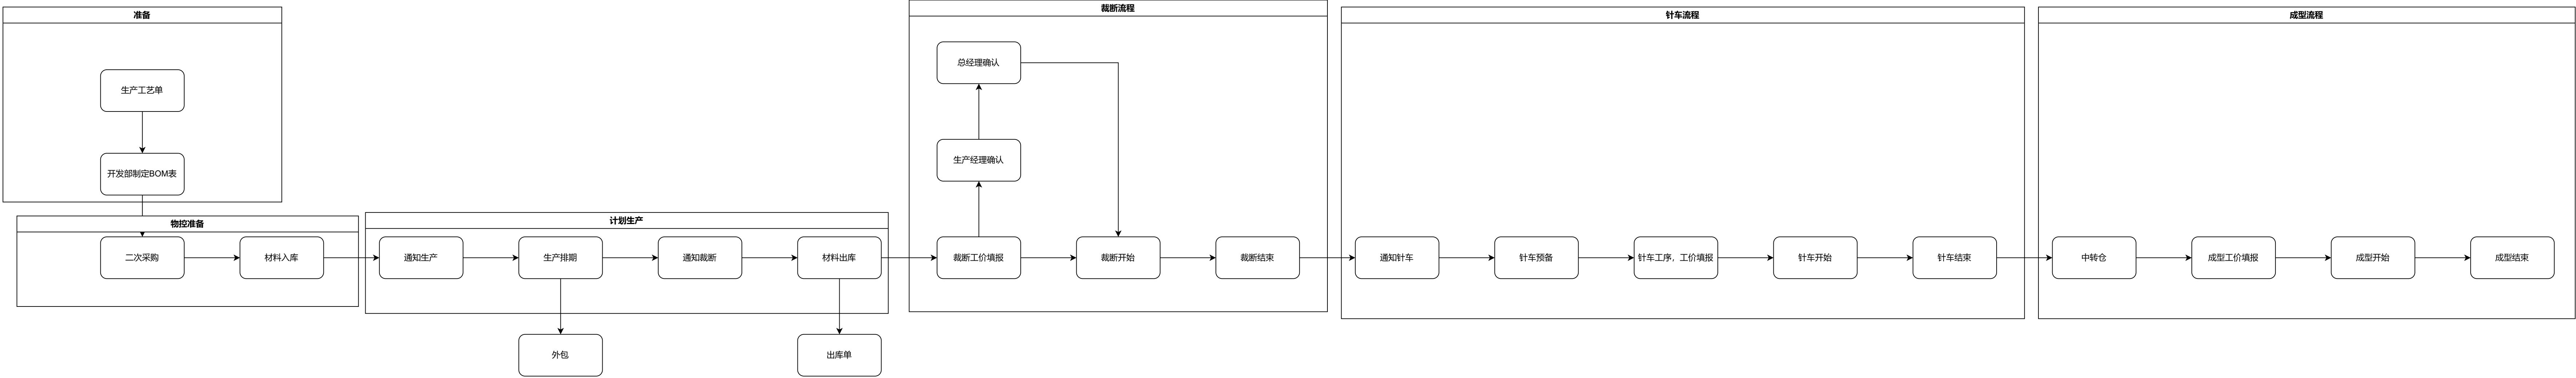 准备
生产工艺单
开发部制定BOM表
物控准备
二次采购
材料入库
计划生产
通知生产
生产排期
通知裁断
材料出库
外包
出库单
裁断流程
总经理确认
生产经理确认
裁断工价填报
裁断开始
裁断结束
针车流程
通知针车
针车预备
针车工序，工价填报
针车开始
针车结束
成型流程
中转仓
成型工价填报
成型开始
成型结束